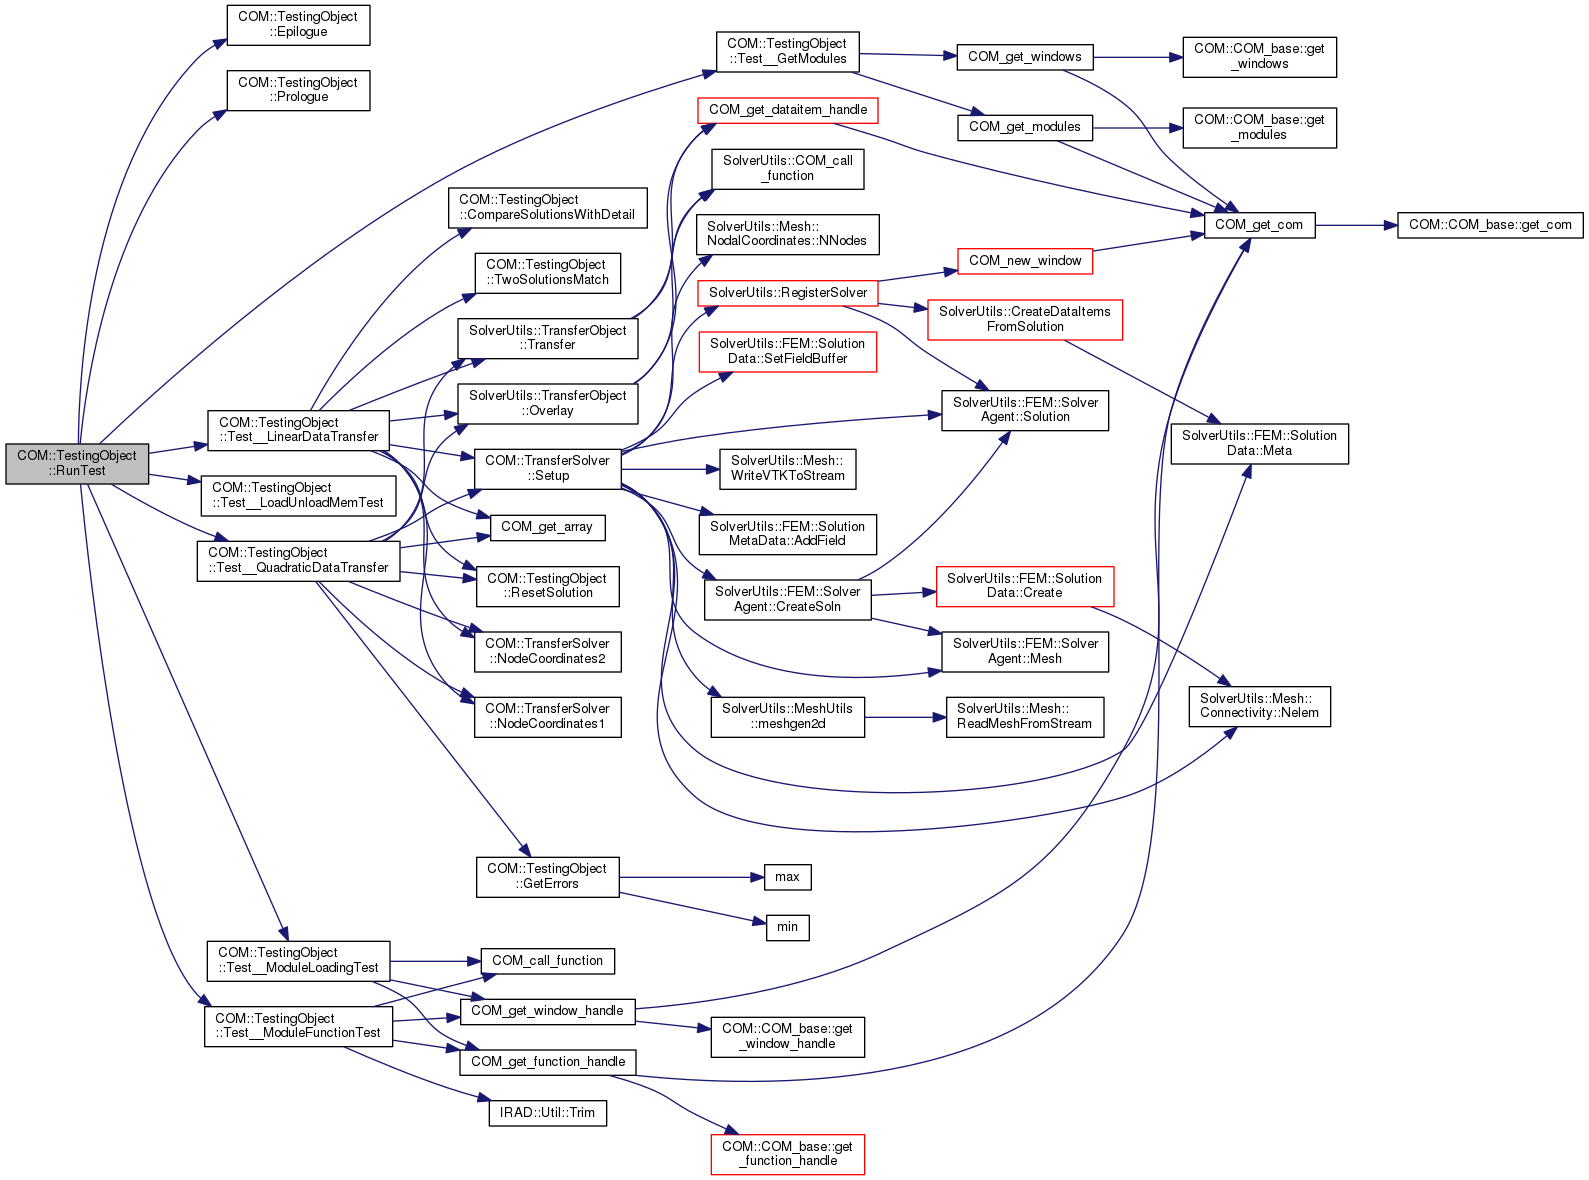 COM::TestingObject
::RunTest
COM::TestingObject
::Epilogue
COM::TestingObject
::Prologue
COM::TestingObject
::Test__LinearDataTransfer
COM::TestingObject
::Test__LoadUnloadMemTest
COM::TestingObject
::Test__QuadraticDataTransfer
COM::TestingObject
::Test__ModuleLoadingTest
COM::TestingObject
::Test__ModuleFunctionTest
COM::TestingObject
::CompareSolutionsWithDetail
COM::TestingObject
::TwoSolutionsMatch
SolverUtils::TransferObject
::Transfer
SolverUtils::TransferObject
::Overlay
COM::TransferSolver
::Setup
COM_get_array
COM::TestingObject
::ResetSolution
COM::TransferSolver
::NodeCoordinates2
COM::TransferSolver
::NodeCoordinates1
COM::TestingObject
::GetErrors
COM_call_function
COM_get_window_handle
COM_get_function_handle
IRAD::Util::Trim
COM::TestingObject
::Test__GetModules
COM_get_dataitem_handle
SolverUtils::COM_call
_function
SolverUtils::Mesh::
NodalCoordinates::NNodes
SolverUtils::RegisterSolver
SolverUtils::FEM::Solution
Data::SetFieldBuffer
SolverUtils::Mesh::
WriteVTKToStream
SolverUtils::FEM::Solution
MetaData::AddField
SolverUtils::FEM::Solver
Agent::CreateSoln
SolverUtils::MeshUtils
::meshgen2d
max
min
COM::COM_base::get
_window_handle
COM::COM_base::get
_function_handle
COM_get_windows
COM_get_modules
COM_new_window
SolverUtils::CreateDataItems
FromSolution
SolverUtils::FEM::Solver
Agent::Solution
SolverUtils::FEM::Solution
Data::Create
SolverUtils::FEM::Solver
Agent::Mesh
SolverUtils::Mesh::
ReadMeshFromStream
COM::COM_base::get
_windows
COM::COM_base::get
_modules
COM_get_com
SolverUtils::FEM::Solution
Data::Meta
SolverUtils::Mesh::
Connectivity::Nelem
COM::COM_base::get_com